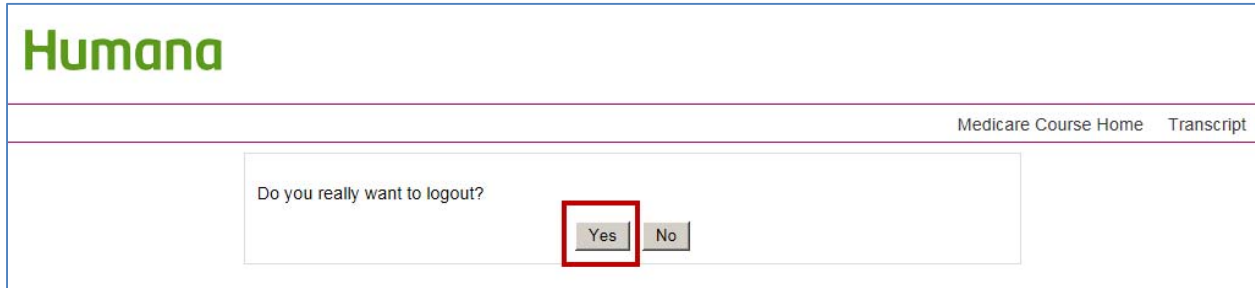 Humana
Medicare Course Home Transcript
Do you really want to logout?
Yes No